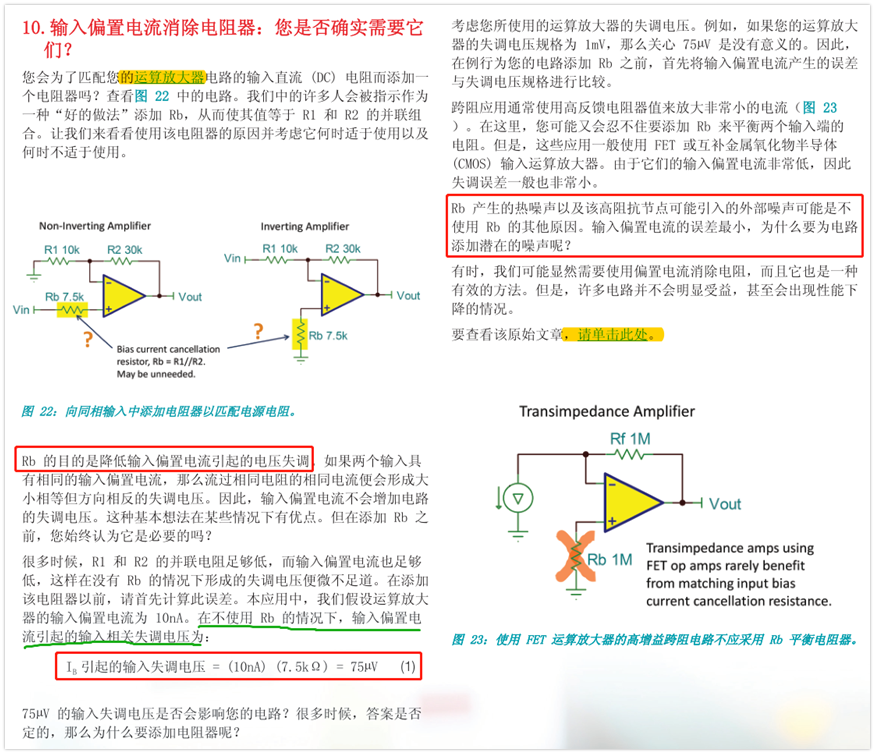 10. 输入偏置电流消除电阻器：您是否确实需要它
们？
您会为了匹配您的运算放大器电路的输入直流 (DC) 电阻而添加一
个电阻器吗？查看图 22 中的电路。我们中的许多人会被指示作为
一种“好的做法”添加 Rb，从而使其值等于 R1 和 R2 的并联组
合。让我们来看看使用该电阻器的原因并考虑它何时适于使用以及
何时不适于使用。
Non-Inverting Amplifier
R1 10k
R2 30k
Rb 7.5k
Vin
Vout
?
Inverting Amplifier
Vin
R1 10k
R2 30k
Vout
?
Rb 7.5k
Bias current cancellation
resistor, Rb = R1//R2.
May be unneeded.
图 22：向同相输入中添加电阻器以匹配电源电阻。
Rb 的目的是降低输入偏置电流引起的电压失调。如果两个输入具
有相同的输入偏置电流，那么流过相同电阻的相同电流便会形成大
小相等但方向相反的失调电压。因此，输入偏置电流不会增加电路
的失调电压。这种基本想法在某些情况下有优点。但在添加 Rb 之
前，您始终认为它是必要的吗？
很多时候，R1 和 R2 的并联电阻足够低，而输入偏置电流也足够
低，这样在没有 Rb 的情况下形成的失调电压便微不足道。在添加
该电阻器以前，请首先计算此误差。本应用中，我们假设运算放大
器的输入偏置电流为 10nA。在不使用 Rb 的情况下，输入偏置电
流引起的输入相关失调电压为：
IB 引起的输入失调电压 = (10nA) (7.5kΩ) = 75μV (1)
75μV 的输入失调电压是否会影响您的电路？很多时候，答案是否
定的，那么为什么要添加电阻器呢？
考虑您所使用的运算放大器的失调电压。例如，如果您的运算放大
器的失调电压规格为 1mV，那么关心 75μV 是没有意义的。因此，
在例行为您的电路添加 Rb 之前，首先将输入偏置电流产生的误差
与失调电压规格进行比较。
跨阻应用通常使用高反馈电阻器值来放大非常小的电流（图 23
）。在这里，您可能又会忍不住要添加 Rb 来平衡两个输入端的
电阻。但是，这些应用一般使用 FET 或互补金属氧化物半导体
(CMOS) 输入运算放大器。由于它们的输入偏置电流非常低，因此
失调误差一般也非常小。
Rb 产生的热噪声以及该高阻抗节点可能引入的外部噪声可能是不
使用 Rb 的其他原因。输入偏置电流的误差最小，为什么要为电路
添加潜在的噪声呢？
有时，我们可能显然需要使用偏置电流消除电阻，而且它也是一种
有效的方法。但是，许多电路并不会明显受益，甚至会出现性能下
降的情况。
要查看该原始文章，请单击此处。
Transimpedance Amplifier
Rf 1M
Vout
Rb 1M
Transimpedance amps using
FET op amps rarely benefit
from matching input bias
current cancellation resistance.
图 23：使用 FET 运算放大器的高增益跨阻电路不应采用 Rb 平衡电阻器。